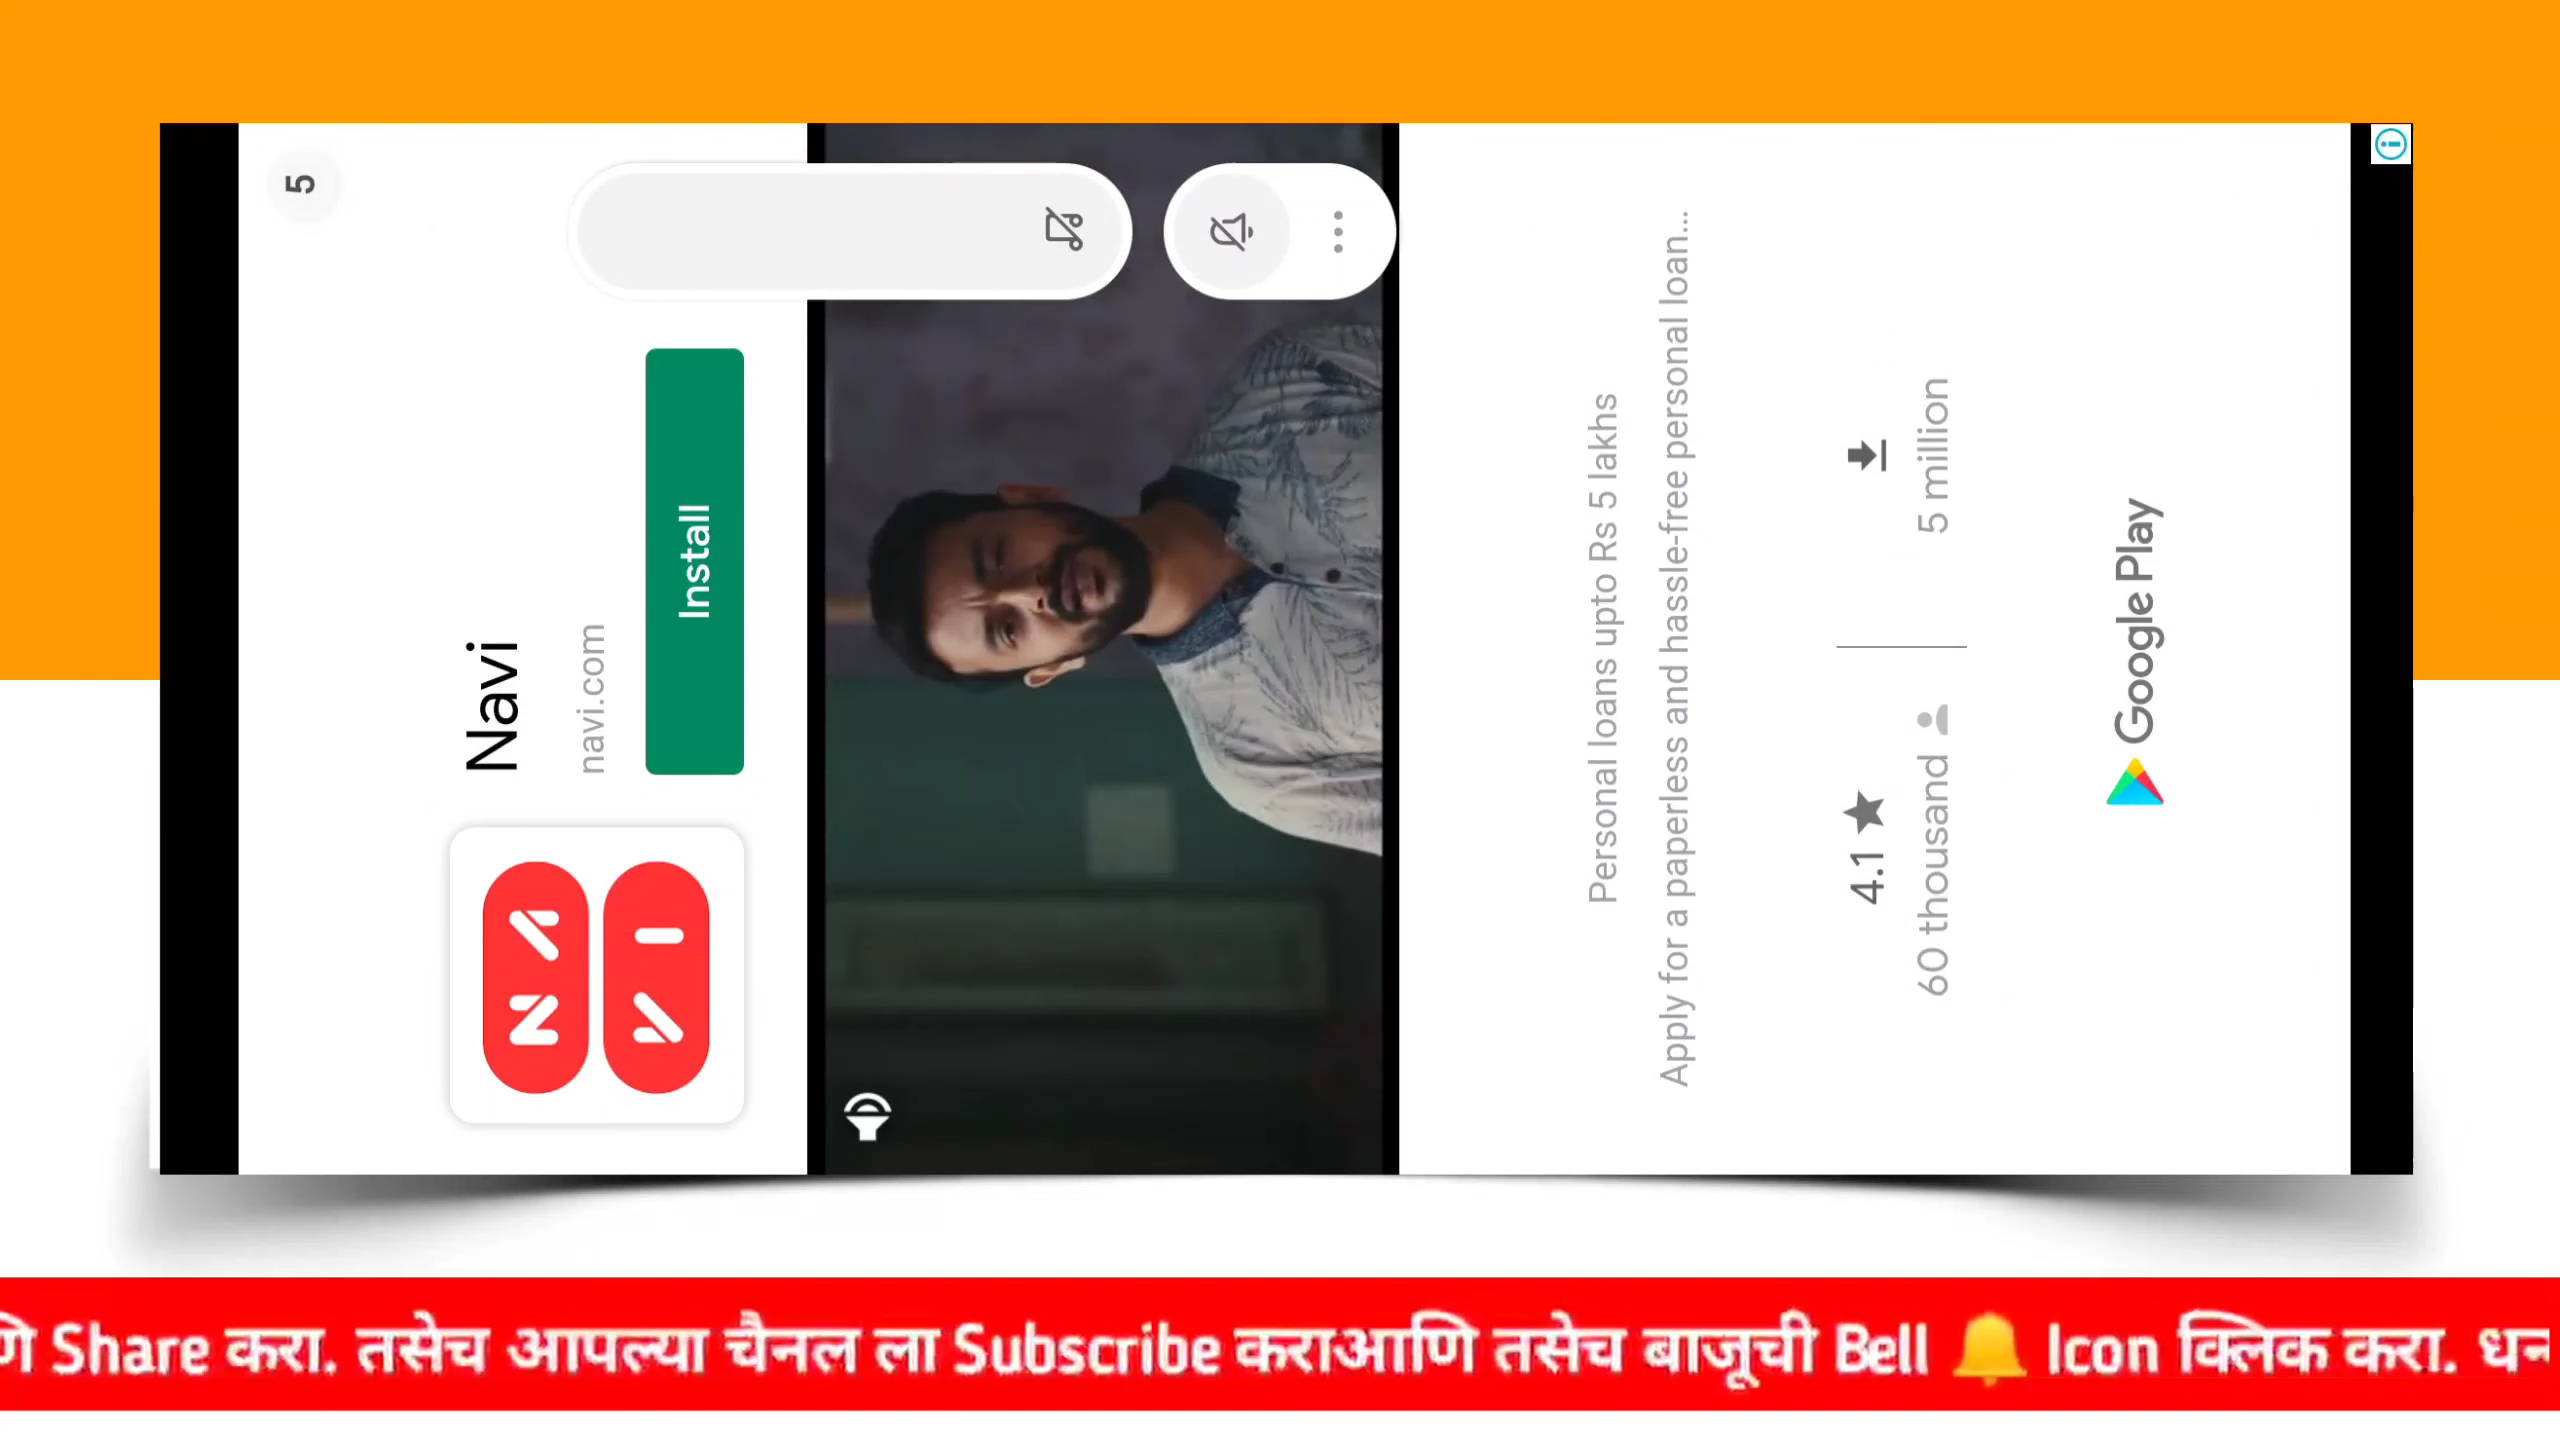 5
Navi
navi.com
Install
NA
VI
Personal loans upto Rs 5 lakhs
Apply for a paperless and hassle-free personal loan...
4.1 ★
60 thousand
5 million
Google Play
Share करा. तसेच आपल्या चैनल ला Subscribe कराआणि तसेच बाजूची Bell 🔔 Icon क्लिक करा.